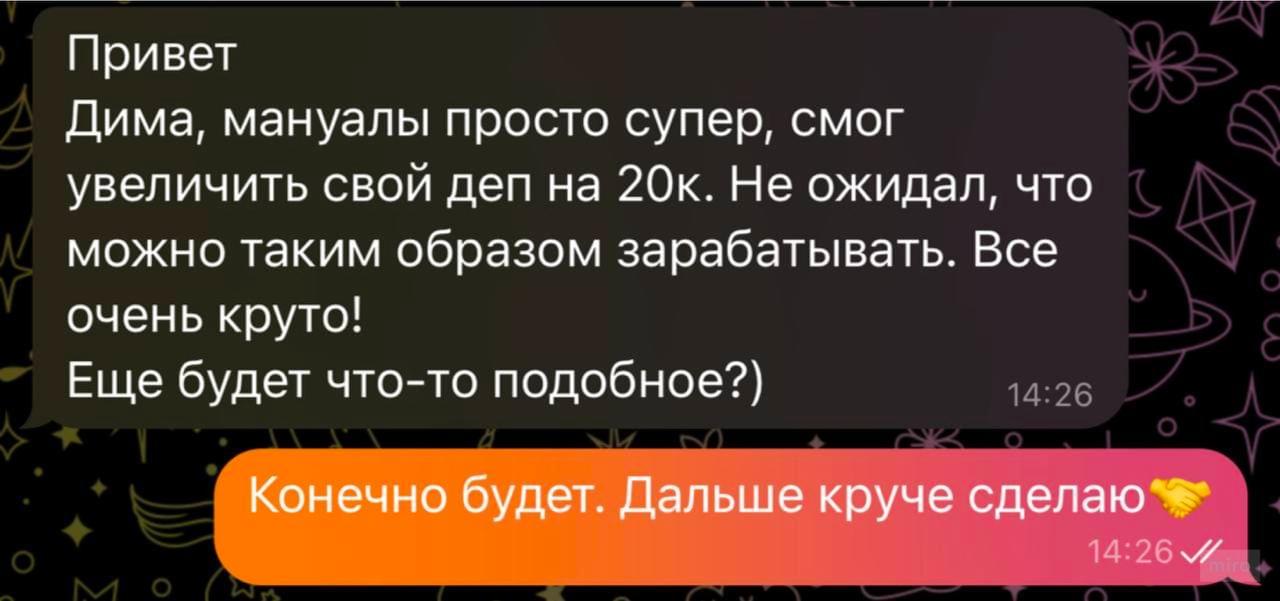 Привет
Дима, мануалы просто супер, смог
увеличить свой деп на 20к. Не ожидал, что
можно таким образом зарабатывать. Все
очень круто!
Еще будет что-то подобное?)
14:26
Конечно будет. Дальше круче сделаю🤝
14:26
miro